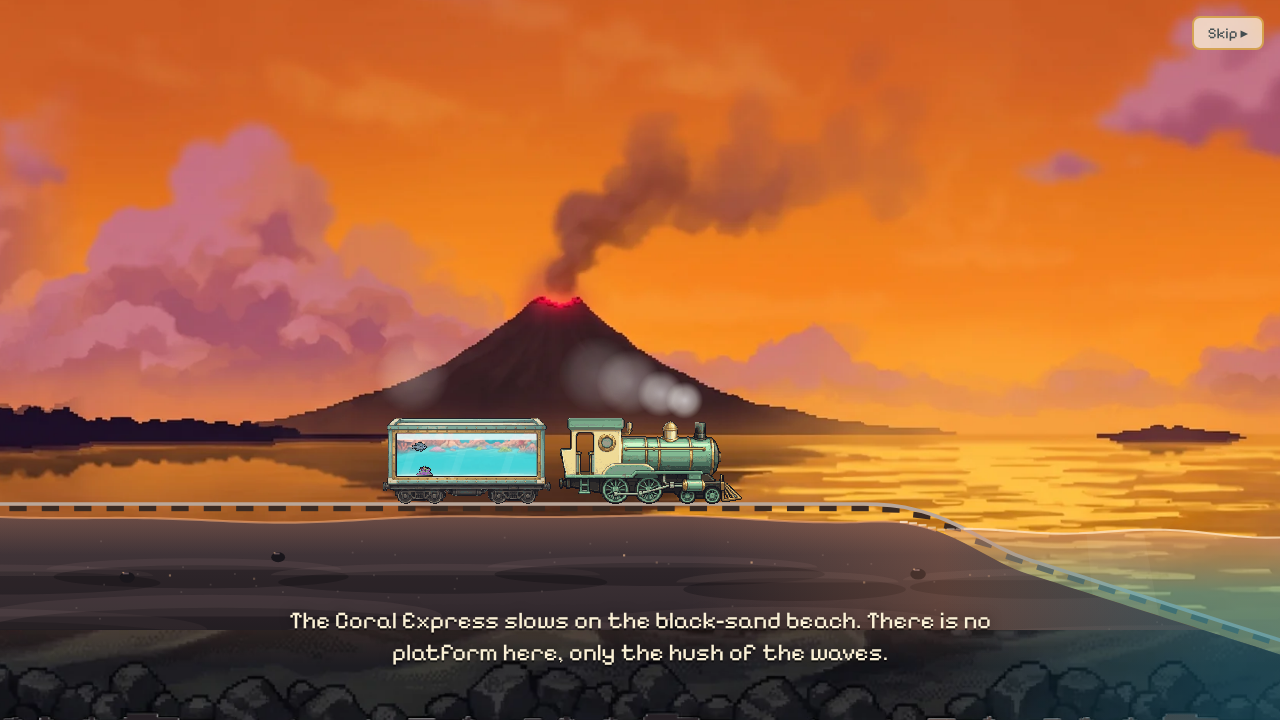 Skip ▸
The Coral Express slows on the black-sand beach. There is no
platform here, only the hush of the waves.